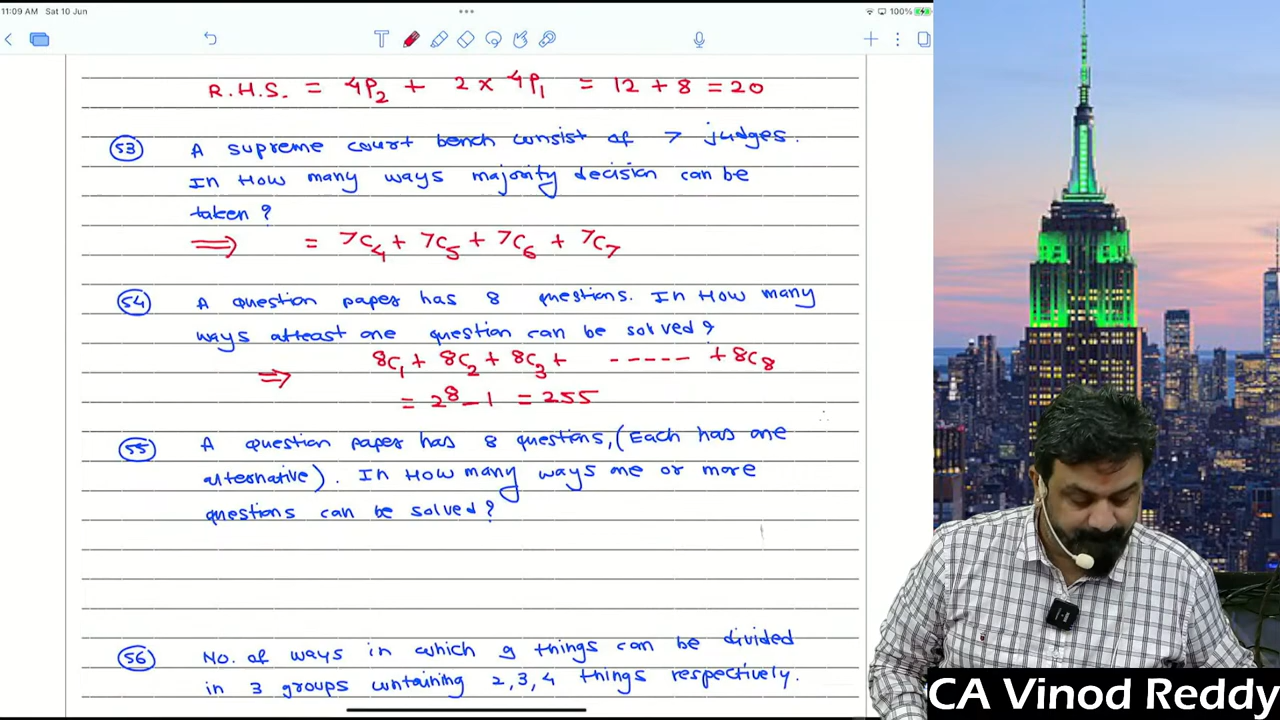 11:09 AM Sat 10 Jun
100%
R.H.S. = 4P2 + 2 x 4P1 = 12 + 8 = 20
53 A supreme court bench consist of 7 judges.
In How many ways majority decision can be
taken ?
⟹ = 7C4 + 7C5 + 7C6 + 7C7
54 A question paper has 8 questions. In How many
ways atleast one question can be solved ?
⟹ 8C1 + 8C2 + 8C3 + ----- + 8C8
= 2^8 - 1 = 255
55 A question paper has 8 questions, (Each has one
alternative). In How many ways one or more
questions can be solved ?
56 No. of ways in which 9 things can be divided
in 3 groups containing 2, 3, 4 things respectively.
CA Vinod Reddy